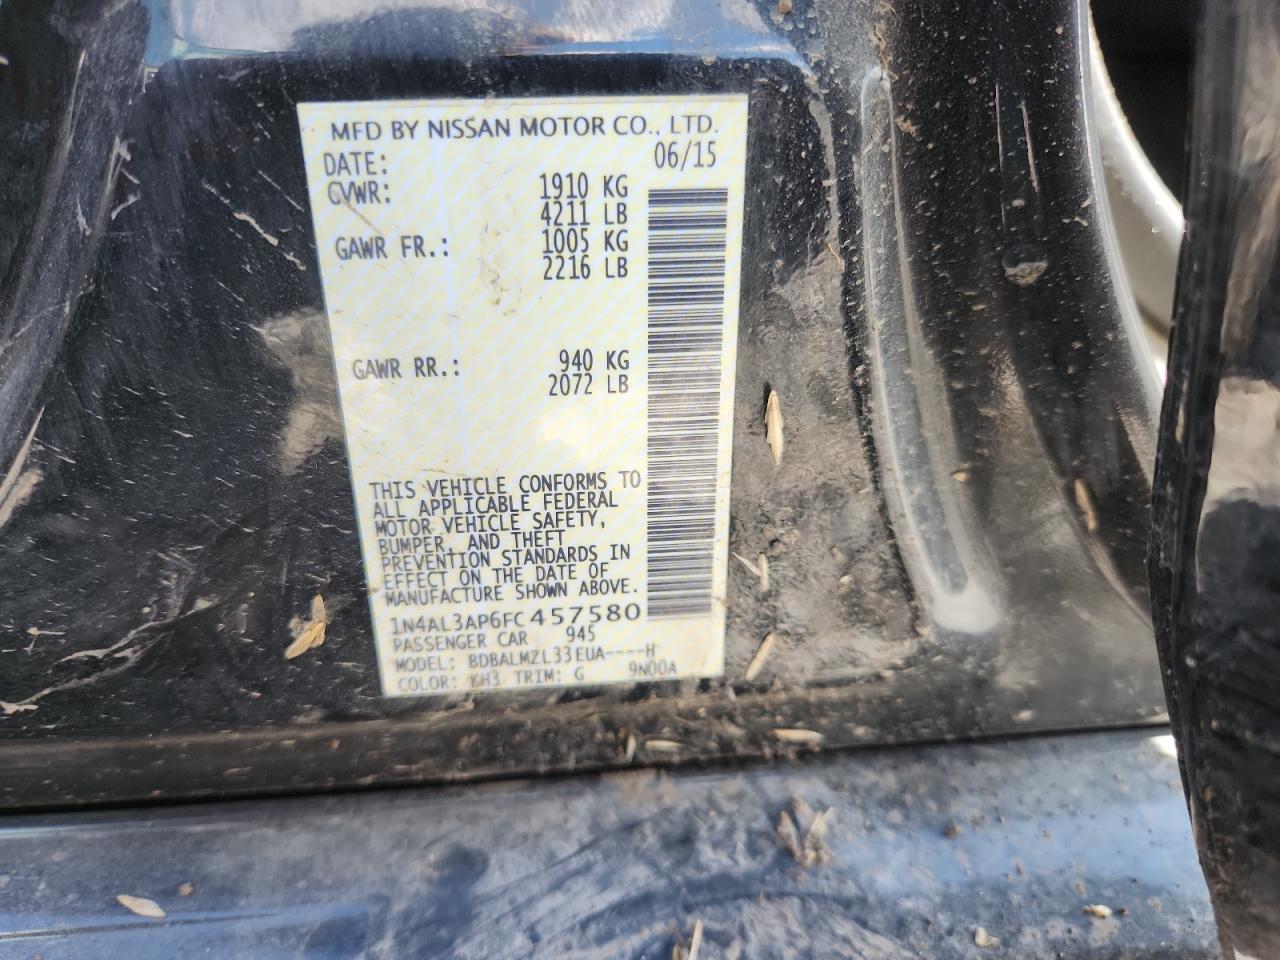 MFD BY NISSAN MOTOR CO., LTD.
DATE: 06/15
GVWR: 1910 KG
4211 LB
GAWR FR.: 1005 KG
2216 LB
GAWR RR.: 940 KG
2072 LB
THIS VEHICLE CONFORMS TO
ALL APPLICABLE FEDERAL
MOTOR VEHICLE SAFETY,
BUMPER, AND THEFT
PREVENTION STANDARDS IN
EFFECT ON THE DATE OF
MANUFACTURE SHOWN ABOVE.
1N4AL3AP6FC457580
PASSENGER CAR 945
MODEL: BDBALMZL33EUA----H
COLOR: KH3 TRIM: G 9N00A